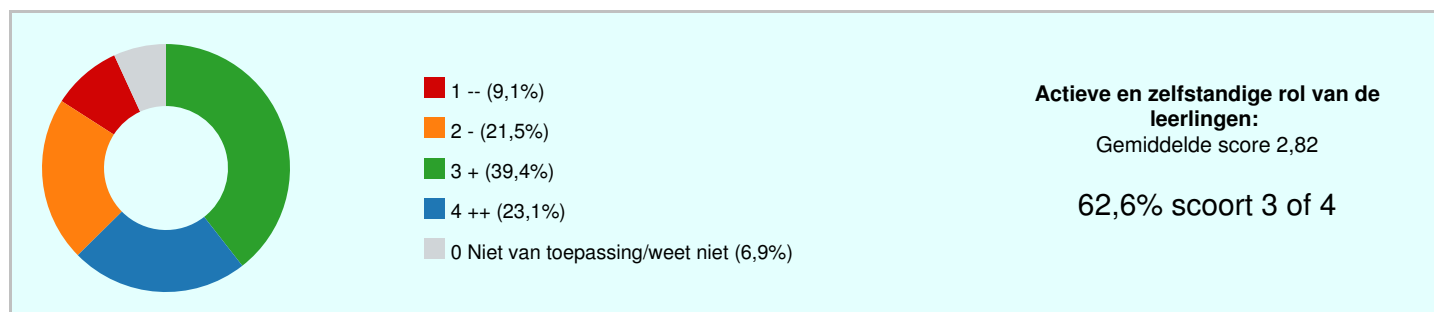 1 -- (9,1%)
2 - (21,5%)
3 + (39,4%)
4 ++ (23,1%)
0 Niet van toepassing/weet niet (6,9%)
Actieve en zelfstandige rol van de
leerlingen:
Gemiddelde score 2,82
62,6% scoort 3 of 4